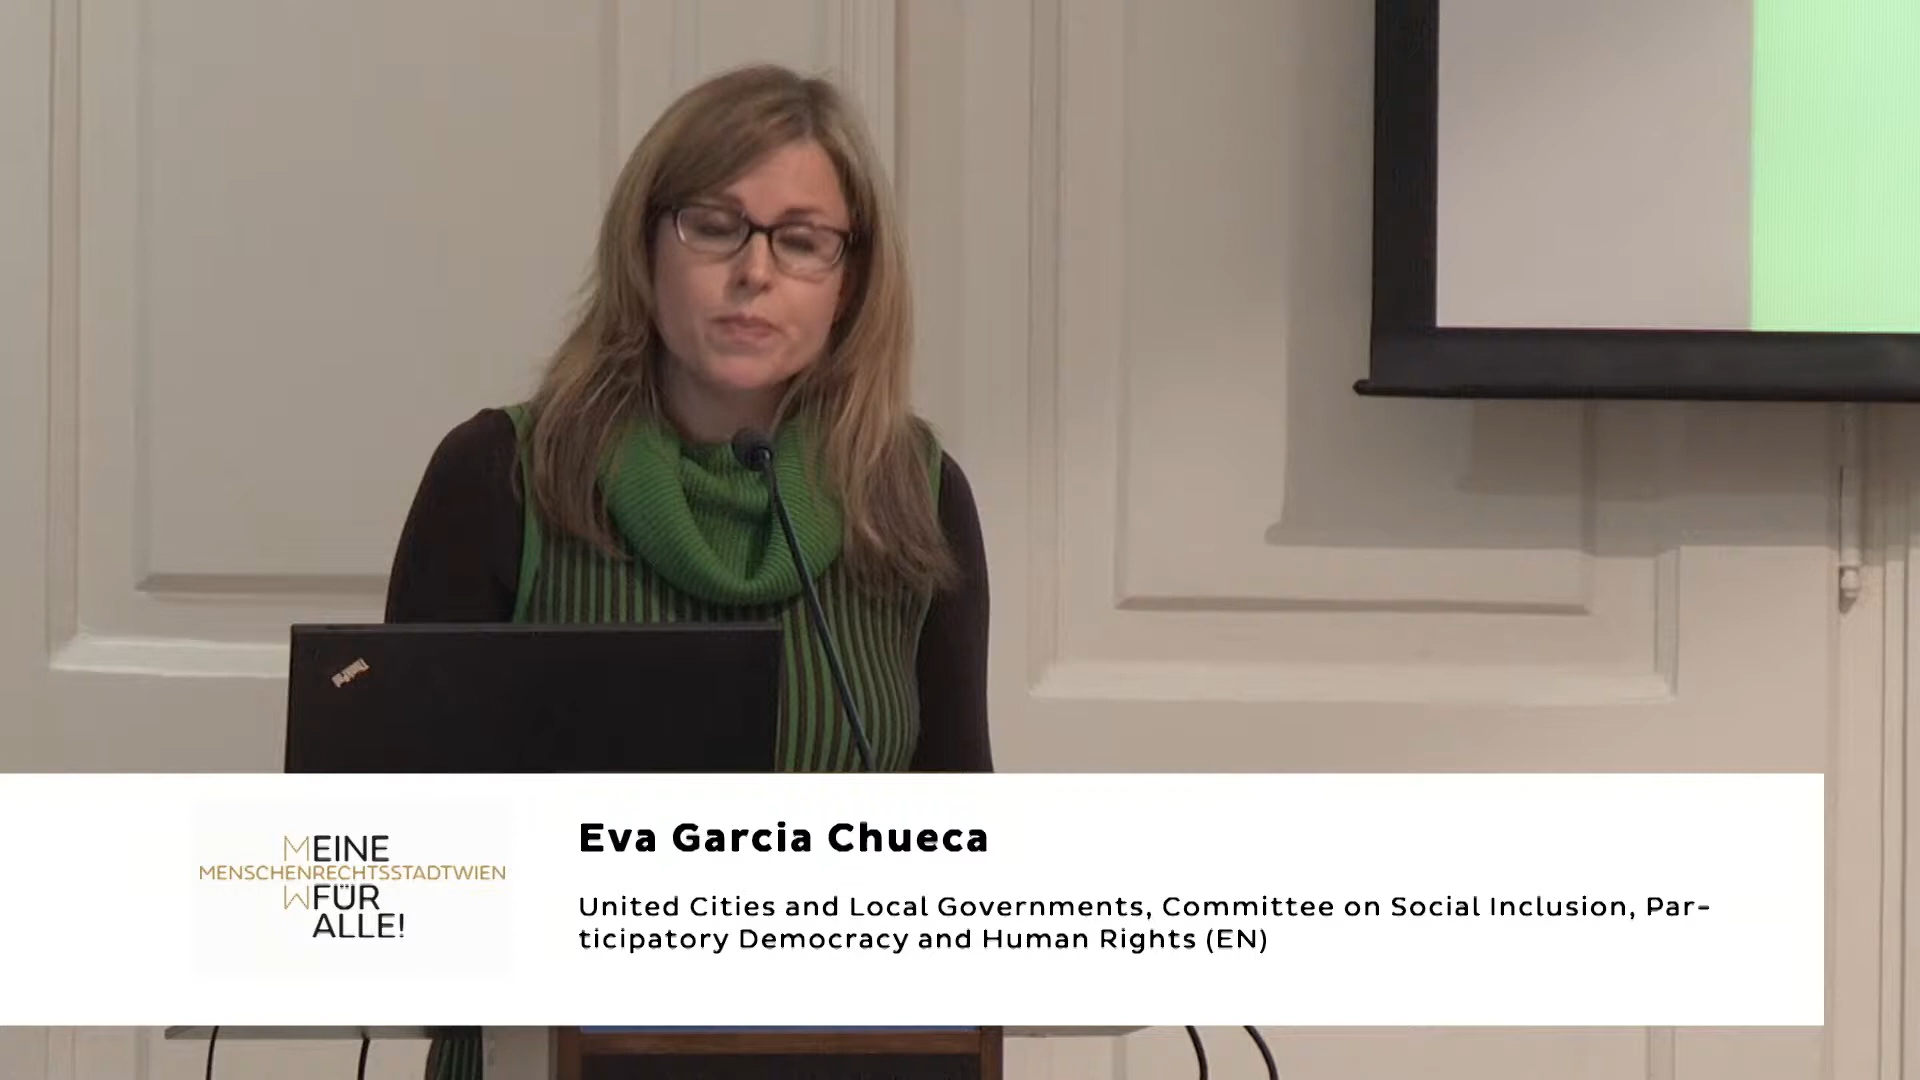 MEINE
MENSCHENRECHTSSTADTWIEN
FÜR
ALLE!
Eva Garcia Chueca
United Cities and Local Governments, Committee on Social Inclusion, Par-
ticipatory Democracy and Human Rights (EN)